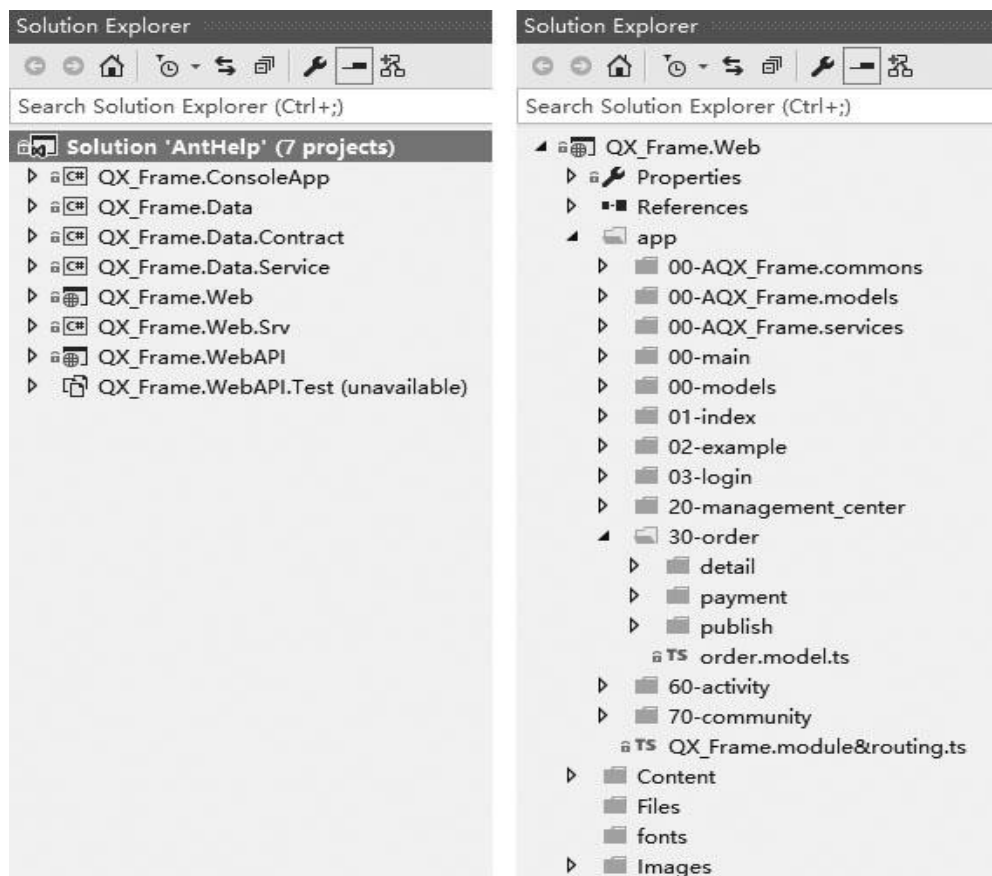 Solution Explorer
Search Solution Explorer (Ctrl+;)
Solution 'AntHelp' (7 projects)
C# QX_Frame.ConsoleApp
C# QX_Frame.Data
C# QX_Frame.Data.Contract
C# QX_Frame.Data.Service
QX_Frame.Web
C# QX_Frame.Web.Srv
QX_Frame.WebAPI
QX_Frame.WebAPI.Test (unavailable)
Solution Explorer
Search Solution Explorer (Ctrl+;)
QX_Frame.Web
Properties
References
app
00-AQX_Frame.commons
00-AQX_Frame.models
00-AQX_Frame.services
00-main
00-models
01-index
02-example
03-login
20-management_center
30-order
detail
payment
publish
TS order.model.ts
60-activity
70-community
TS QX_Frame.module&routing.ts
Content
Files
fonts
Images